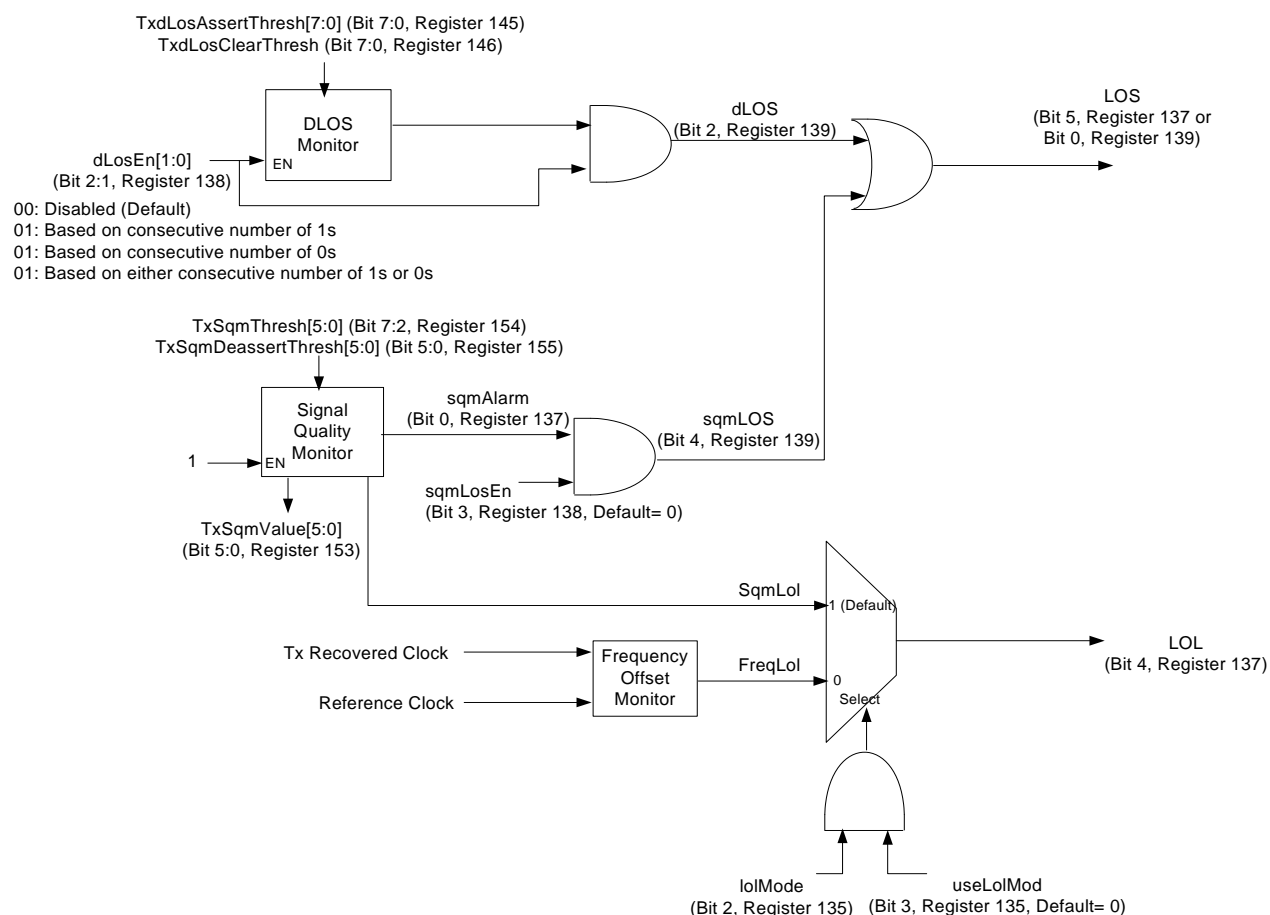 TxdLosAssertThresh[7:0] (Bit 7:0, Register 145)
TxdLosClearThresh (Bit 7:0, Register 146)
DLOS
Monitor
EN
dLosEn[1:0]
(Bit 2:1, Register 138)
00: Disabled (Default)
01: Based on consecutive number of 1s
01: Based on consecutive number of 0s
01: Based on either consecutive number of 1s or 0s
dLOS
(Bit 2, Register 139)
LOS
(Bit 5, Register 137 or
Bit 0, Register 139)
TxSqmThresh[5:0] (Bit 7:2, Register 154)
TxSqmDeassertThresh[5:0] (Bit 5:0, Register 155)
Signal
Quality
Monitor
1
EN
sqmAlarm
(Bit 0, Register 137)
sqmLOS
(Bit 4, Register 139)
sqmLosEn
(Bit 3, Register 138, Default= 0)
TxSqmValue[5:0]
(Bit 5:0, Register 153)
SqmLol
1 (Default)
Tx Recovered Clock
Reference Clock
Frequency
Offset
Monitor
FreqLol
0
Select
LOL
(Bit 4, Register 137)
lolMode
(Bit 2, Register 135)
useLolMod
(Bit 3, Register 135, Default= 0)